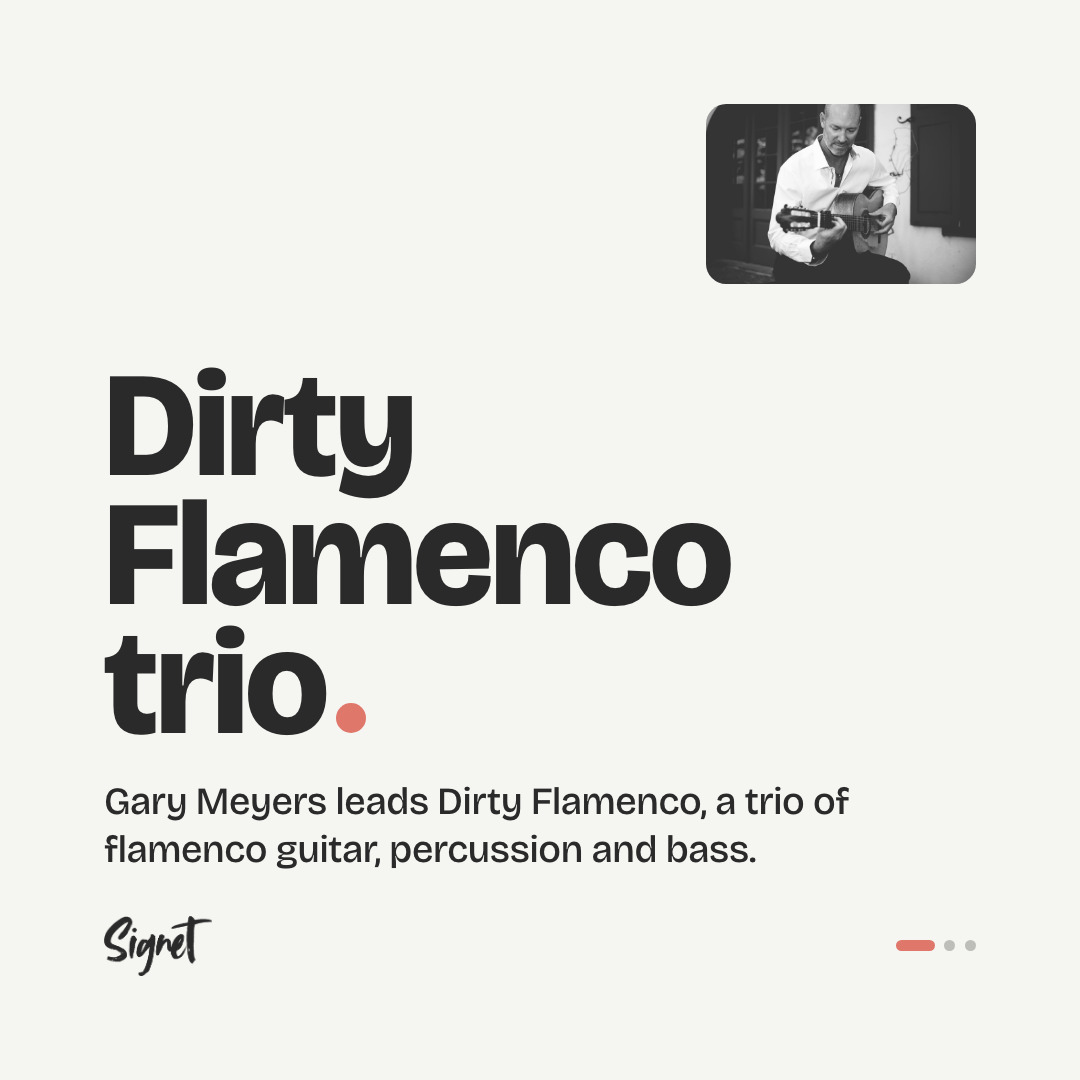 Dirty
Flamenco
trio.
Gary Meyers leads Dirty Flamenco, a trio of
flamenco guitar, percussion and bass.
Signet